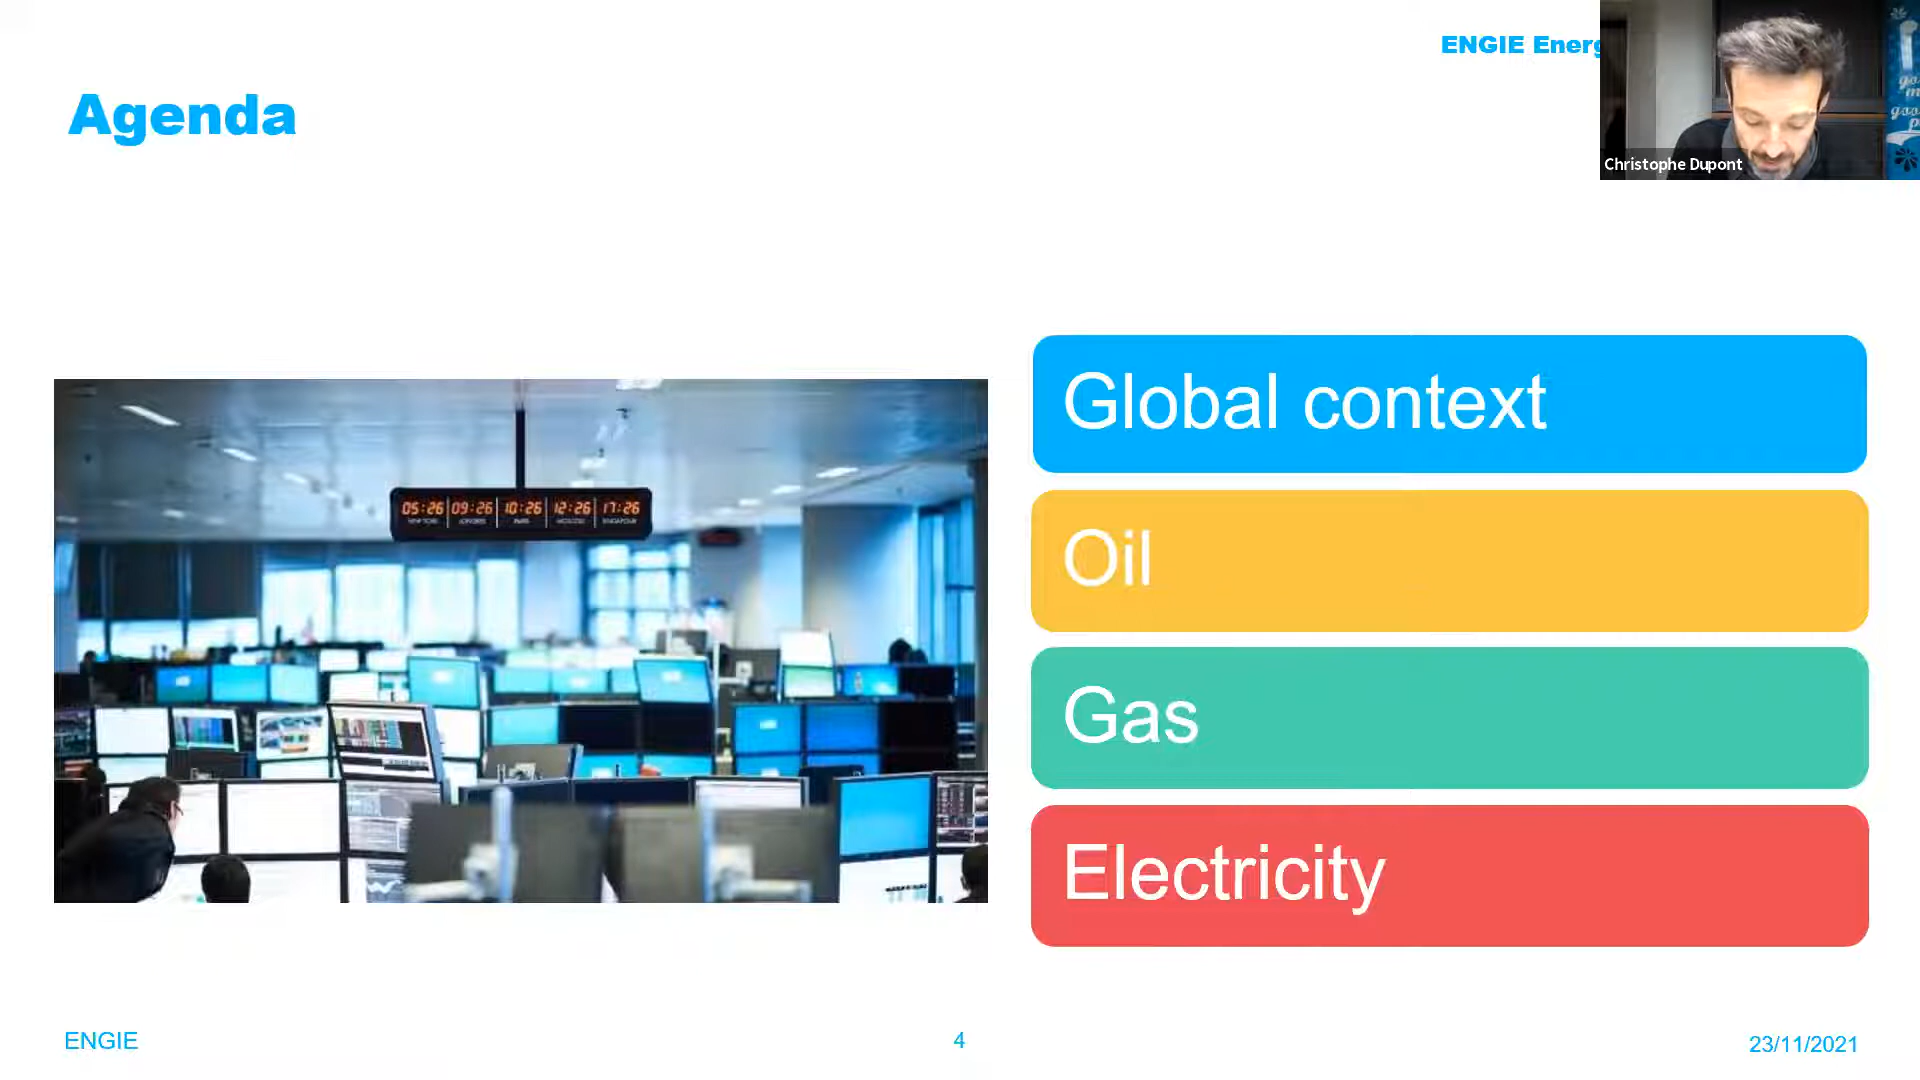 ENGIE Energ
Agenda
Christophe Dupont
05:26 09:26 10:26 12:26 17:26
Global context
Oil
Gas
Electricity
ENGIE
4
23/11/2021